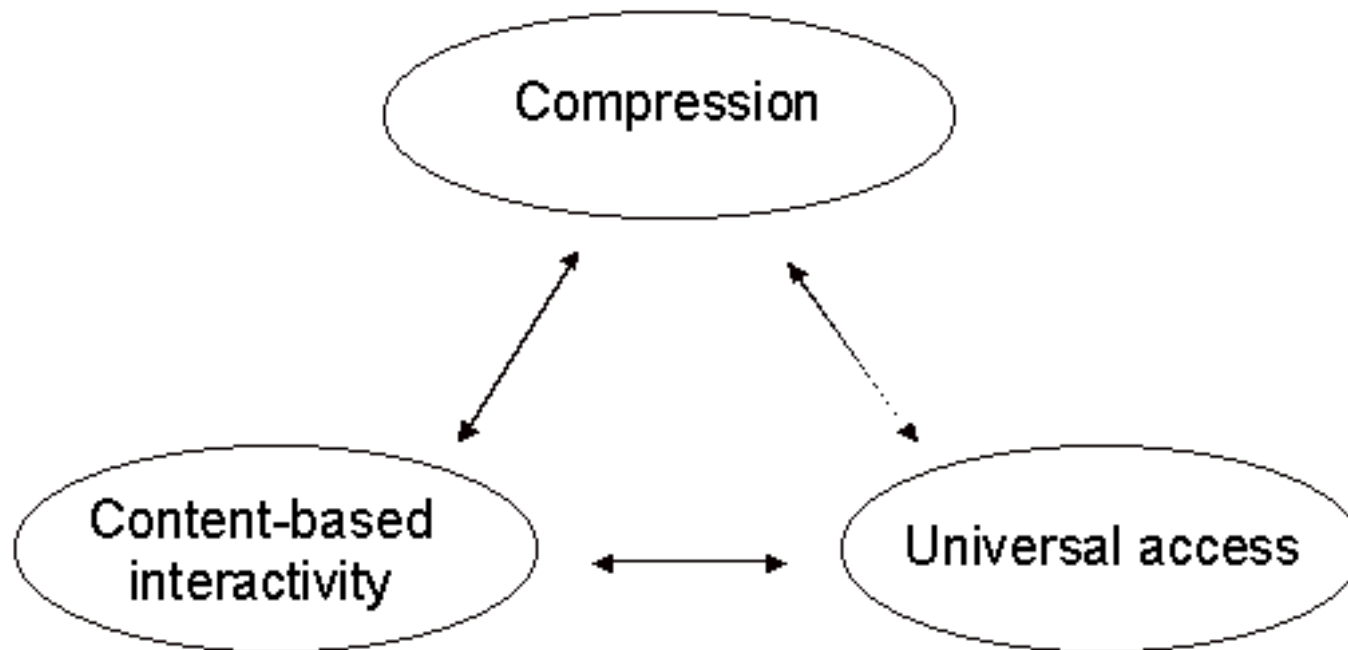 Compression
Content-based
interactivity
Universal access